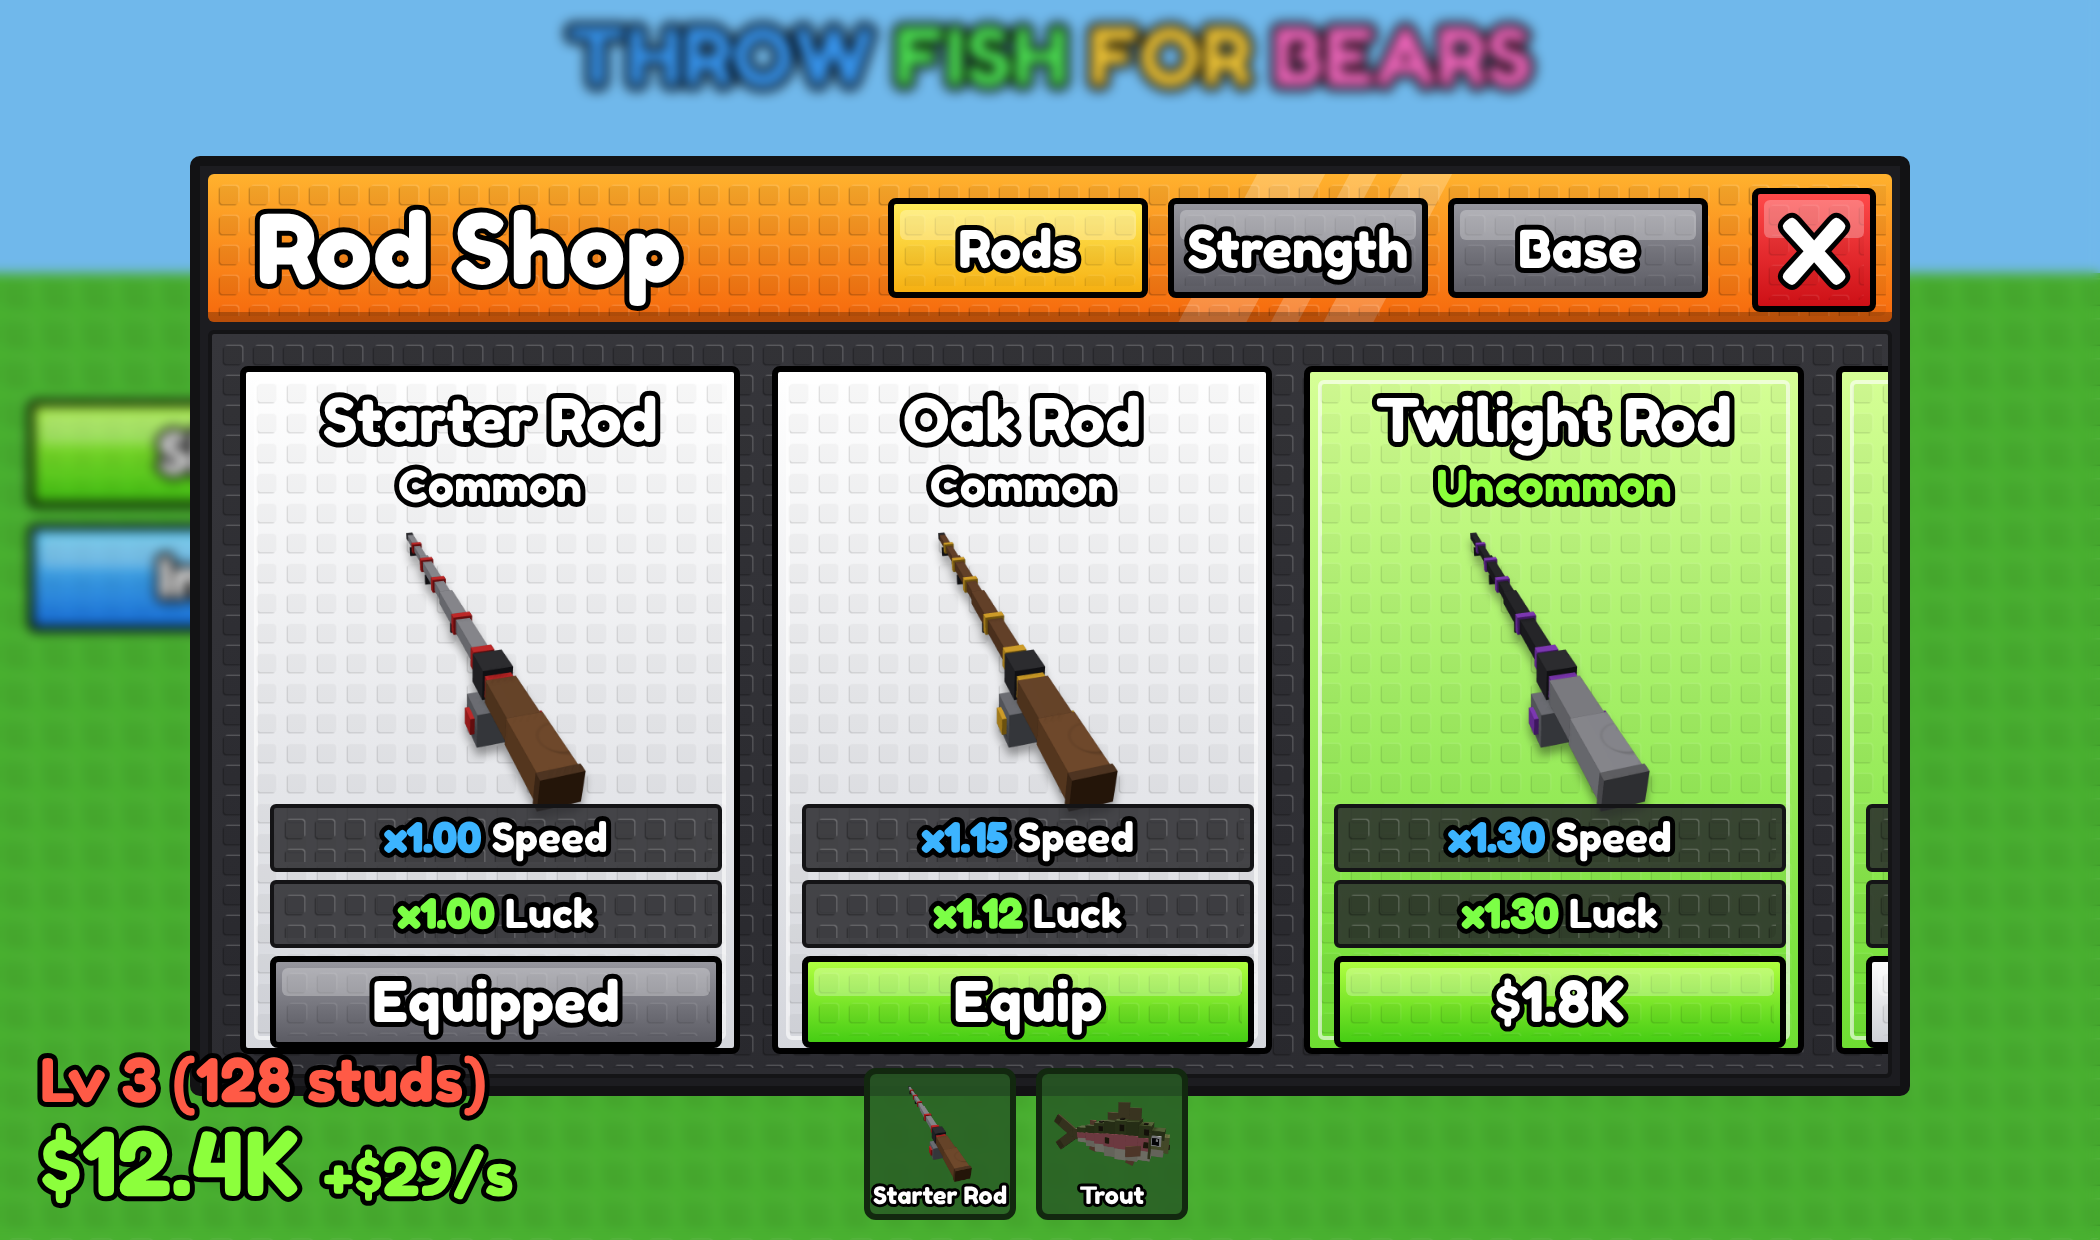 THROW FISH FOR BEARS
Rod Shop
Rods
Strength
Base
Starter Rod
Common
x1.00 Speed
x1.00 Luck
Equipped
Oak Rod
Common
x1.15 Speed
x1.12 Luck
Equip
Twilight Rod
Uncommon
x1.30 Speed
x1.30 Luck
$1.8K
Lv 3 (128 studs)
$12.4K +$29/s
Starter Rod
Trout